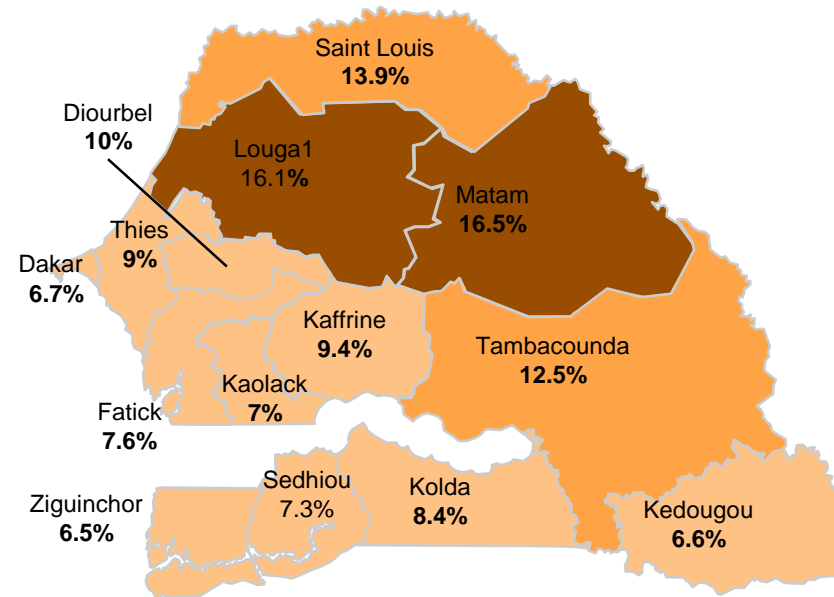 Saint Louis
13.9%
Diourbel
10%
Louga1
16.1%
Matam
16.5%
Thies
9%
Dakar
6.7%
Kaffrine
9.4%
Tambacounda
12.5%
Kaolack
7%
Fatick
7.6%
Sedhiou
7.3%
Kolda
8.4%
Ziguinchor
6.5%
Kedougou
6.6%